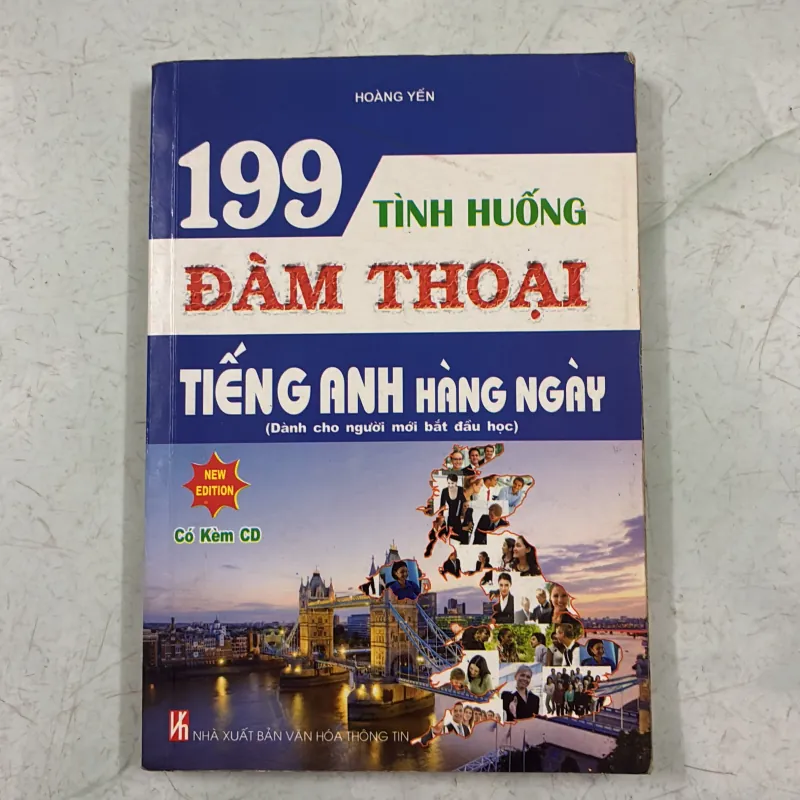 HOÀNG YẾN
199
TÌNH HUỐNG
ĐÀM THOẠI
TIẾNG ANH HÀNG NGÀY
(Dành cho người mới bắt đầu học)
NEW
EDITION
Có Kèm CD
NHÀ XUẤT BẢN VĂN HÓA THÔNG TIN